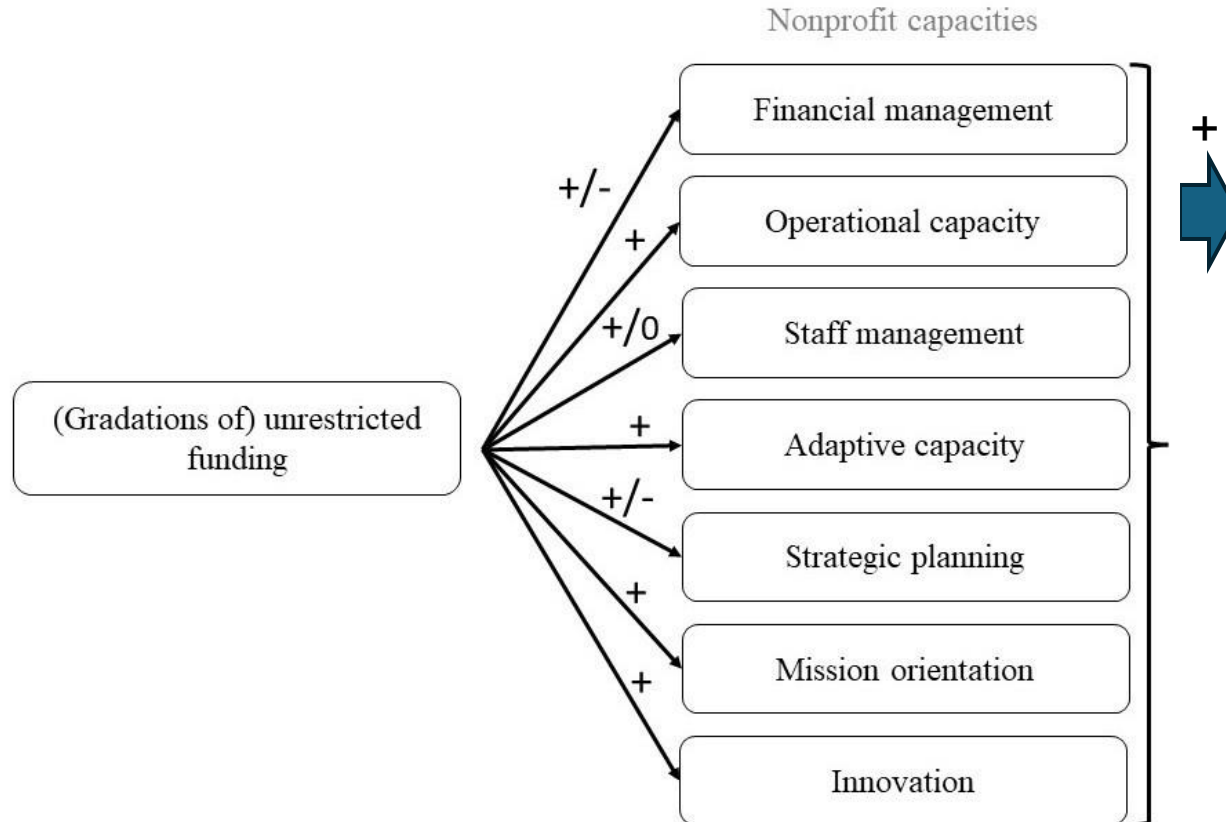 Nonprofit capacities
Financial management
+
+/-
Operational capacity
+
Staff management
+/0
(Gradations of) unrestricted
funding
Adaptive capacity
+
Strategic planning
+/-
Mission orientation
+
Innovation
+